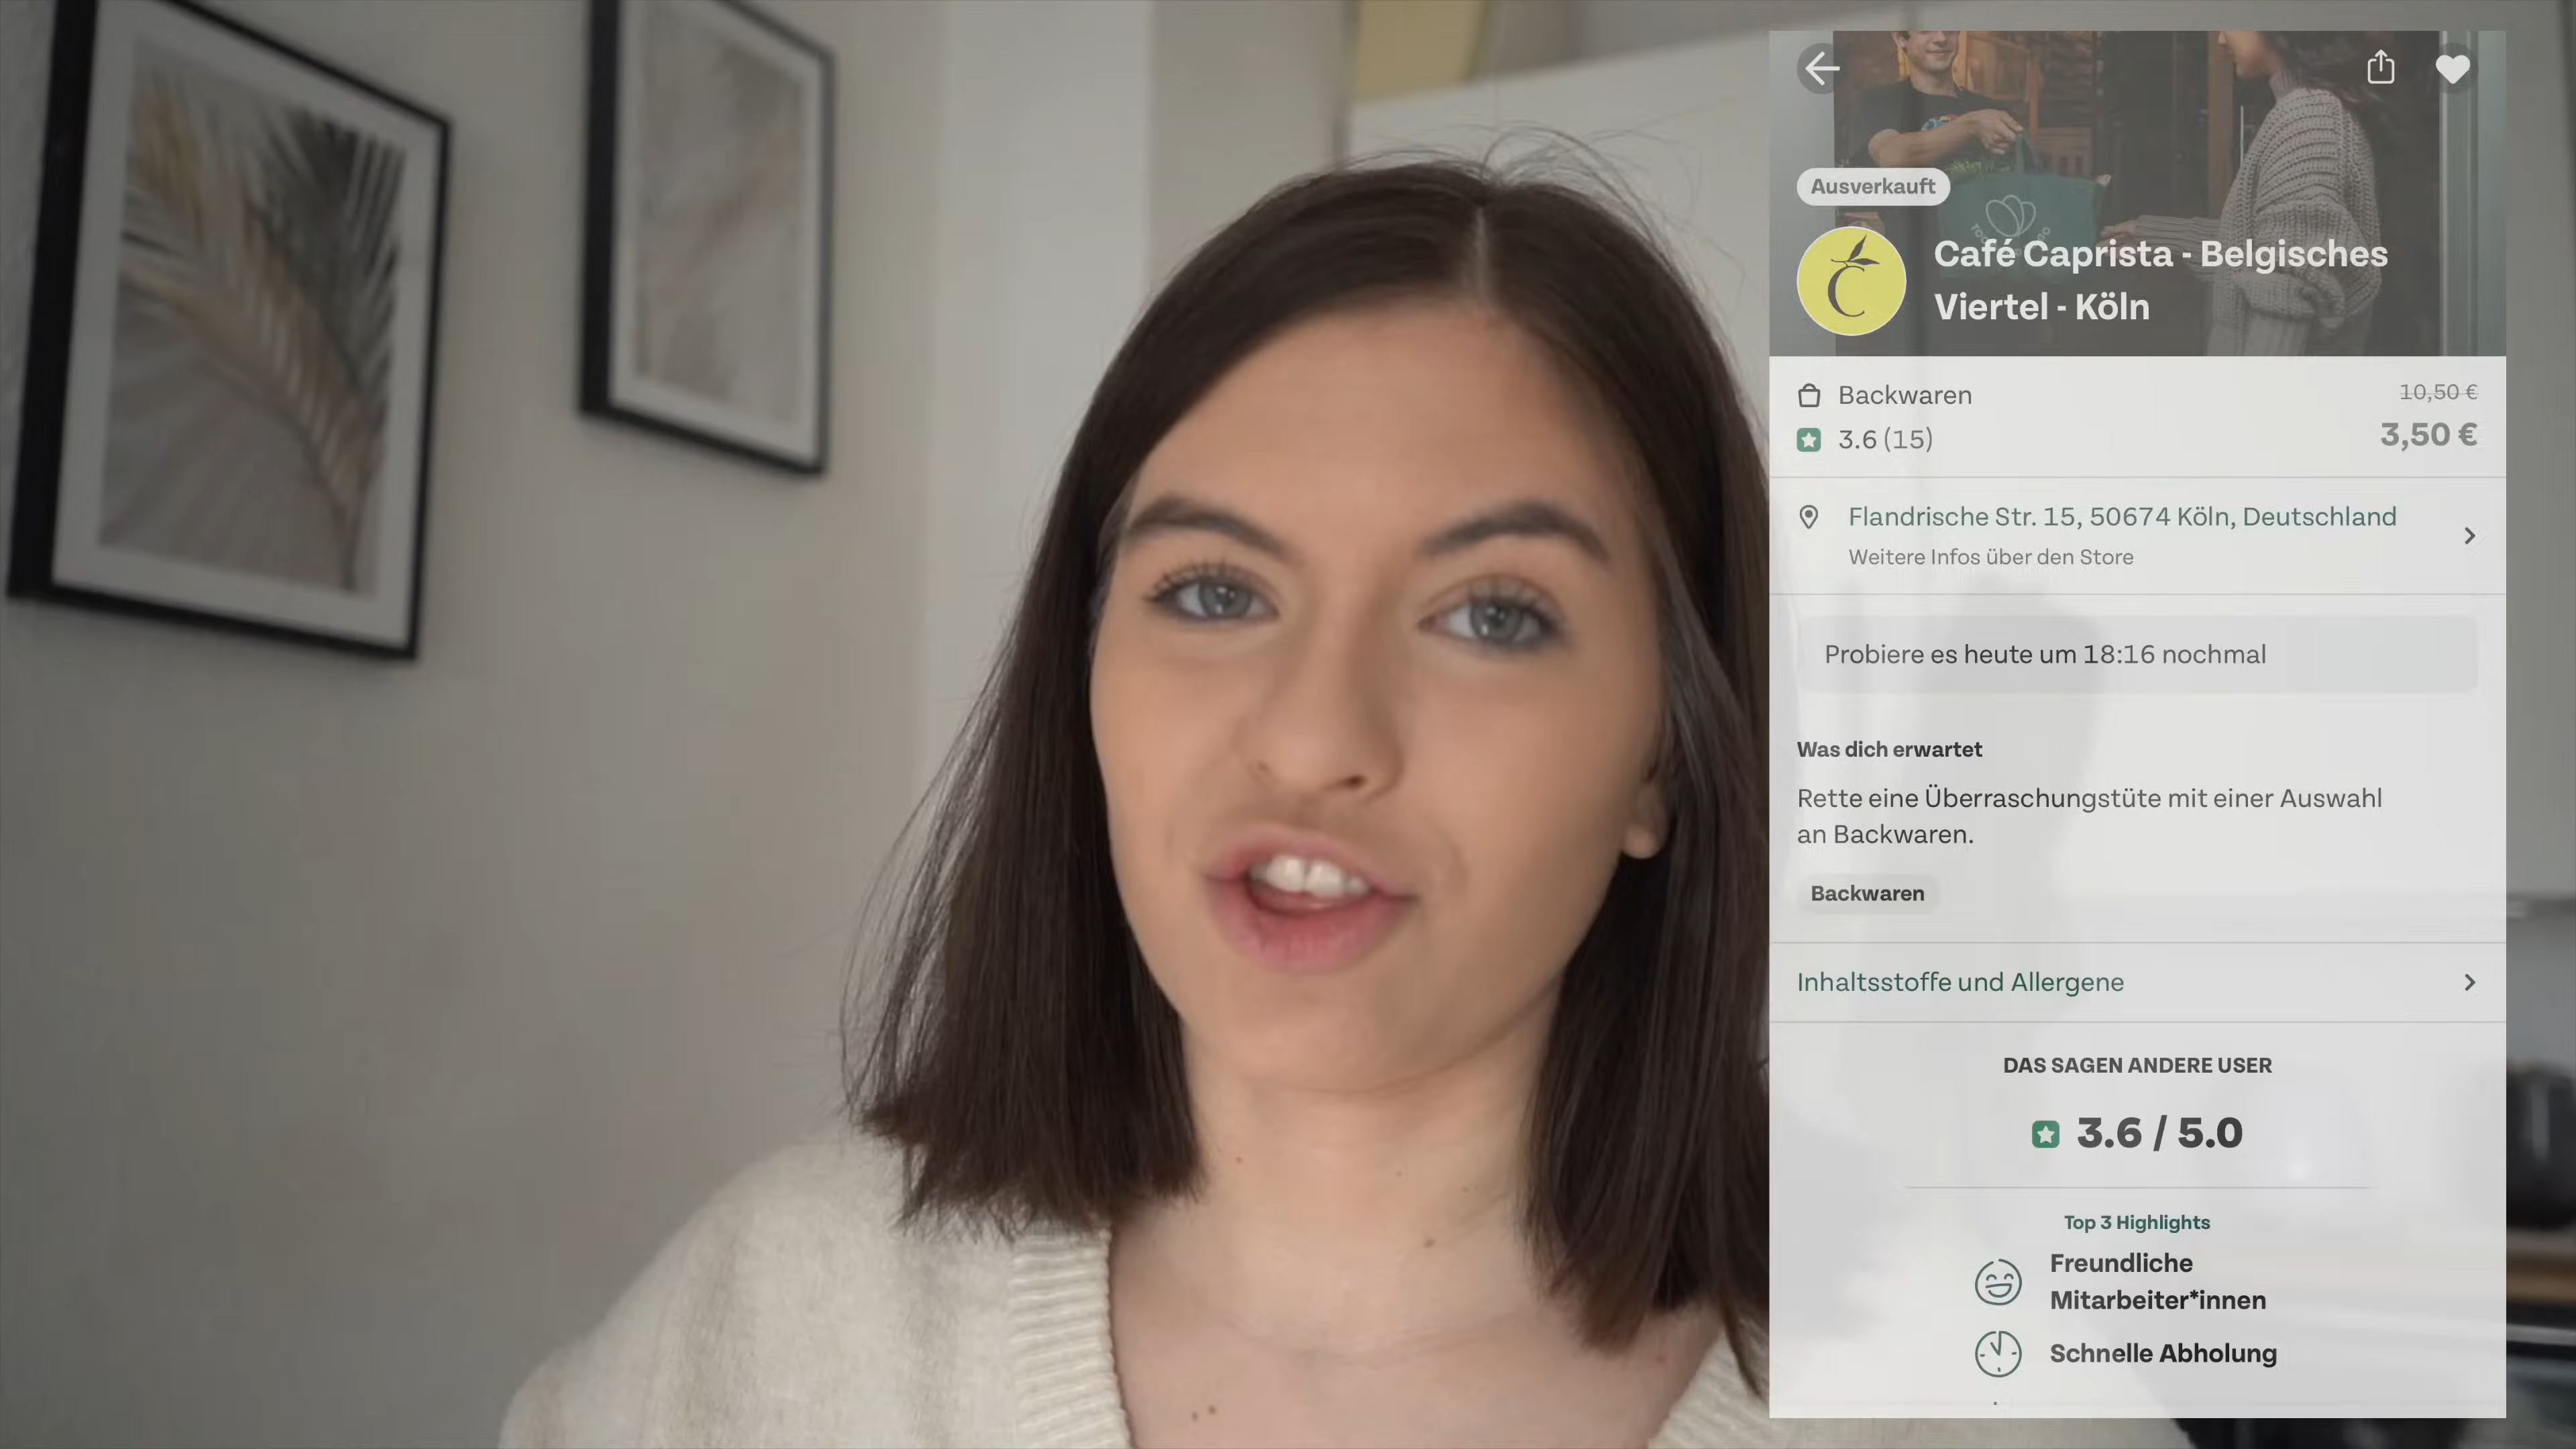 Ausverkauft
Café Caprista - Belgisches
Viertel - Köln
Backwaren
10,50 €
3.6 (15)
3,50 €
Flandrische Str. 15, 50674 Köln, Deutschland
Weitere Infos über den Store
Probiere es heute um 18:16 nochmal
Was dich erwartet
Rette eine Überraschungstüte mit einer Auswahl
an Backwaren.
Backwaren
Inhaltsstoffe und Allergene
DAS SAGEN ANDERE USER
3.6 / 5.0
Top 3 Highlights
Freundliche
Mitarbeiter*innen
Schnelle Abholung